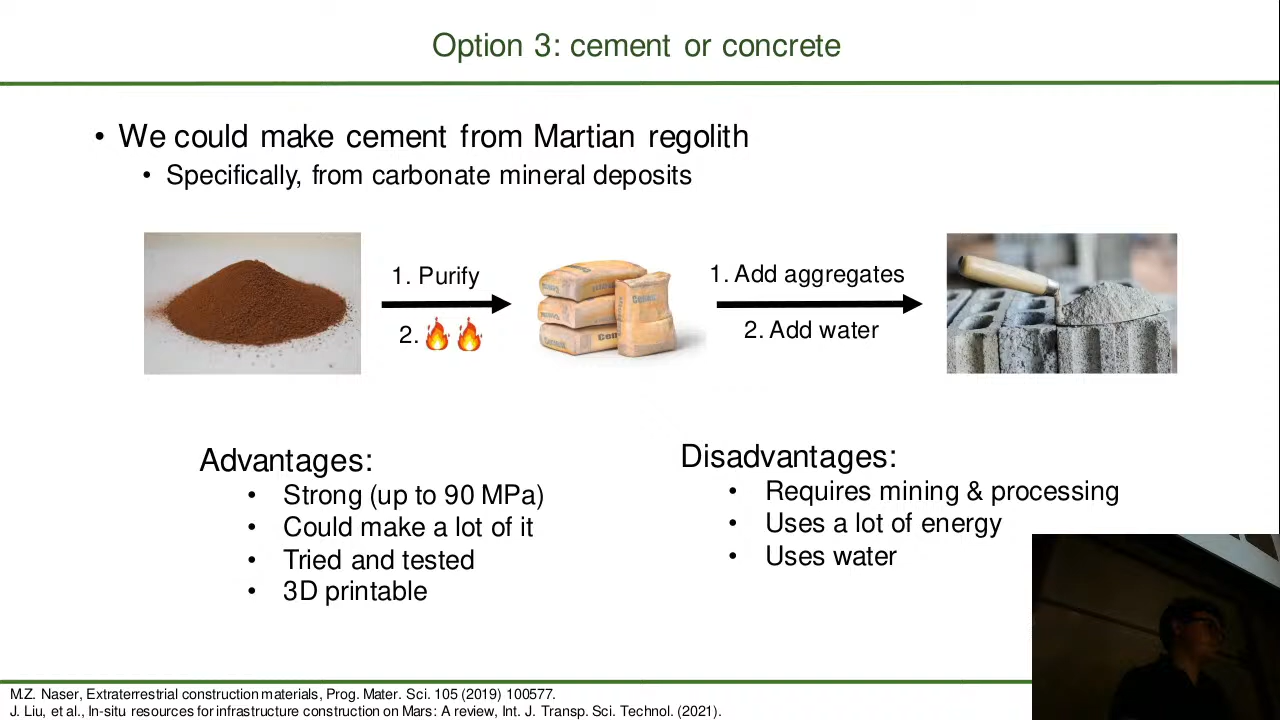 Option 3: cement or concrete
• We could make cement from Martian regolith
• Specifically, from carbonate mineral deposits
1. Purify
2. 🔥🔥
1. Add aggregates
2. Add water
Advantages:
• Strong (up to 90 MPa)
• Could make a lot of it
• Tried and tested
• 3D printable
Disadvantages:
• Requires mining & processing
• Uses a lot of energy
• Uses water
M.Z. Naser, Extraterrestrial construction materials, Prog. Mater. Sci. 105 (2019) 100577.
J. Liu, et al., In-situ resources for infrastructure construction on Mars: A review, Int. J. Transp. Sci. Technol. (2021).